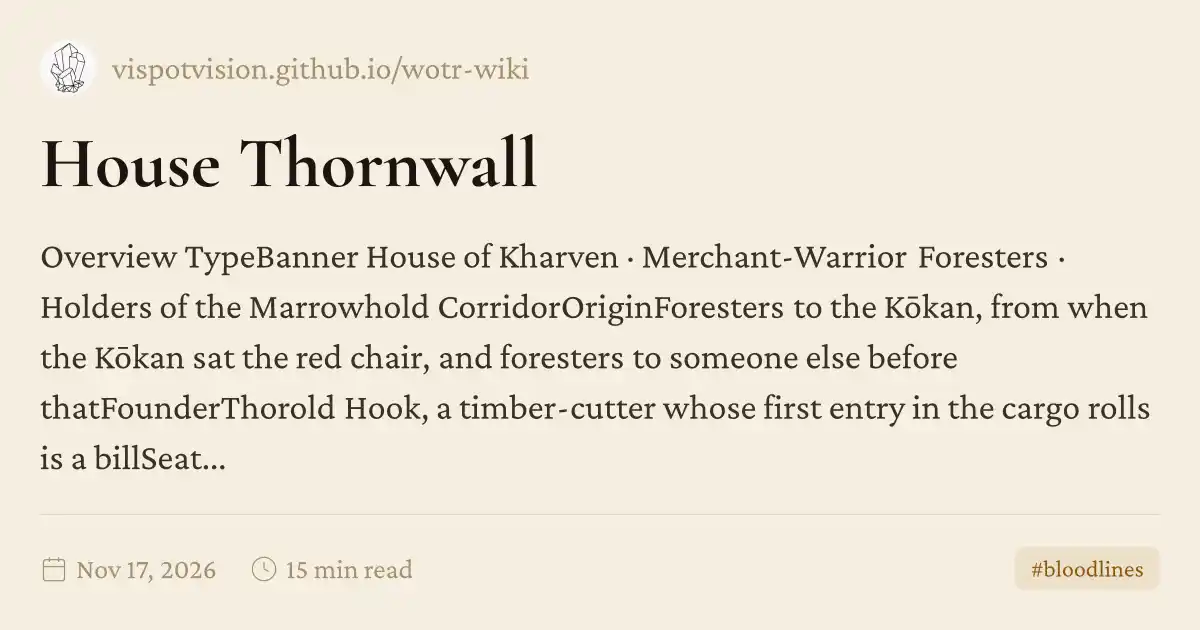 vispotvision.github.io/wotr-wiki
House Thornwall
Overview TypeBanner House of Kharven · Merchant-Warrior Foresters ·
Holders of the Marrowhold CorridorOriginForesters to the Kōkan, from when
the Kōkan sat the red chair, and foresters to someone else before
thatFounderThorold Hook, a timber-cutter whose first entry in the cargo rolls
is a billSeat...
Nov 17, 2026
15 min read
#bloodlines